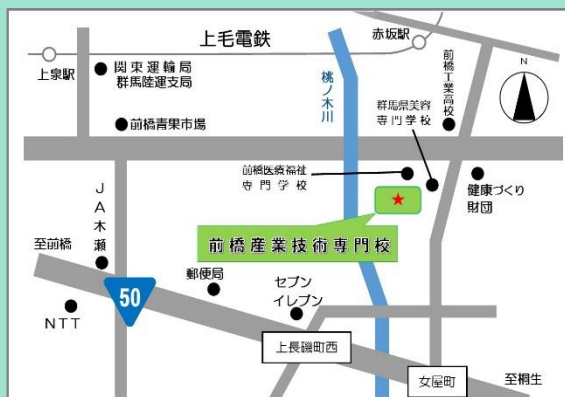 上毛電鉄
赤坂駅
上泉駅
関東運輸局
群馬陸運支局
前橋青果市場
桃ノ木川
前橋工業高校
群馬県美容
専門学校
N
前橋医療福祉
専門学校
健康づくり
財団
★
前橋産業技術専門校
JA木瀬
至前橋
50
郵便局
セブン
イレブン
NTT
上長磯町西
女屋町
至桐生